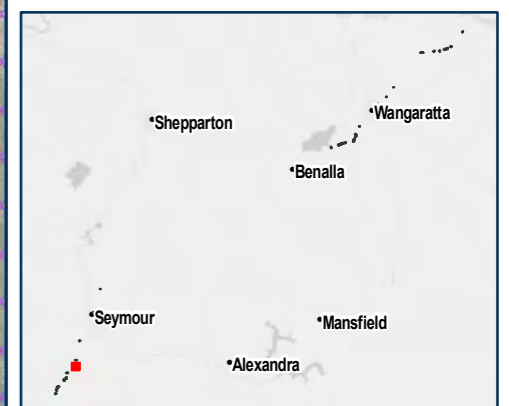 Shepparton
Wangaratta
Benalla
Seymour
Mansfield
Alexandra